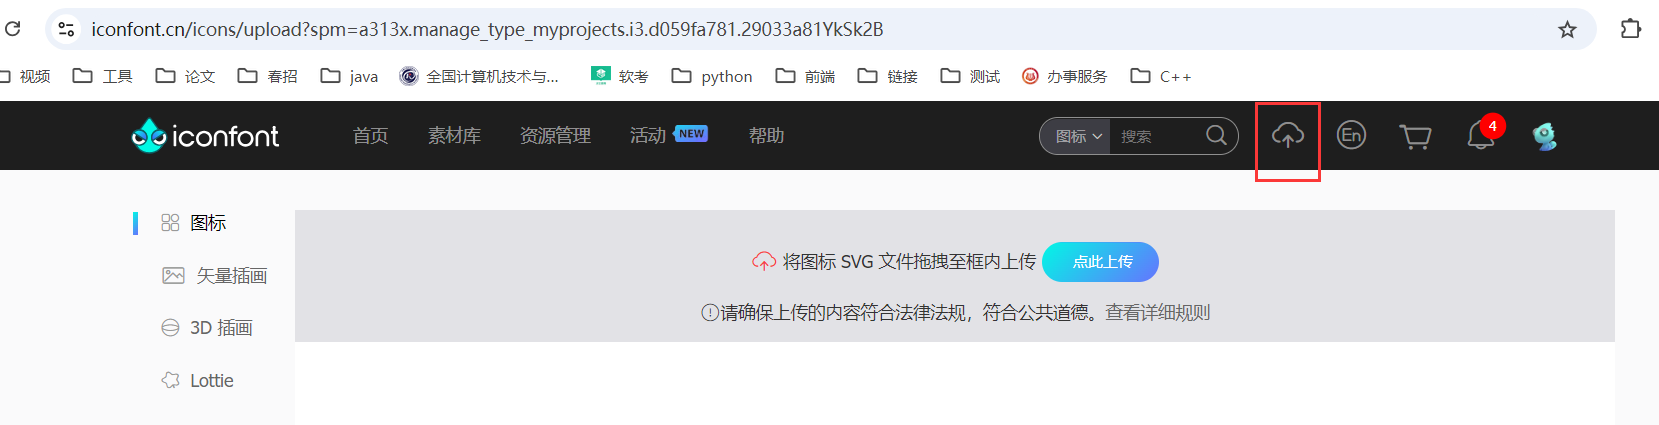 iconfont.cn/icons/upload?spm=a313x.manage_type_myprojects.i3.d059fa781.29033a81YkSk2B
视频 工具 论文 春招 java 全国计算机技术与... 软考 python 前端 链接 测试 办事服务 C++
iconfont 首页 素材库 资源管理 活动 NEW 帮助 图标 搜索 En 4
图标
矢量插画
3D 插画
Lottie
将图标 SVG 文件拖拽至框内上传 点此上传
请确保上传的内容符合法律法规，符合公共道德。查看详细规则